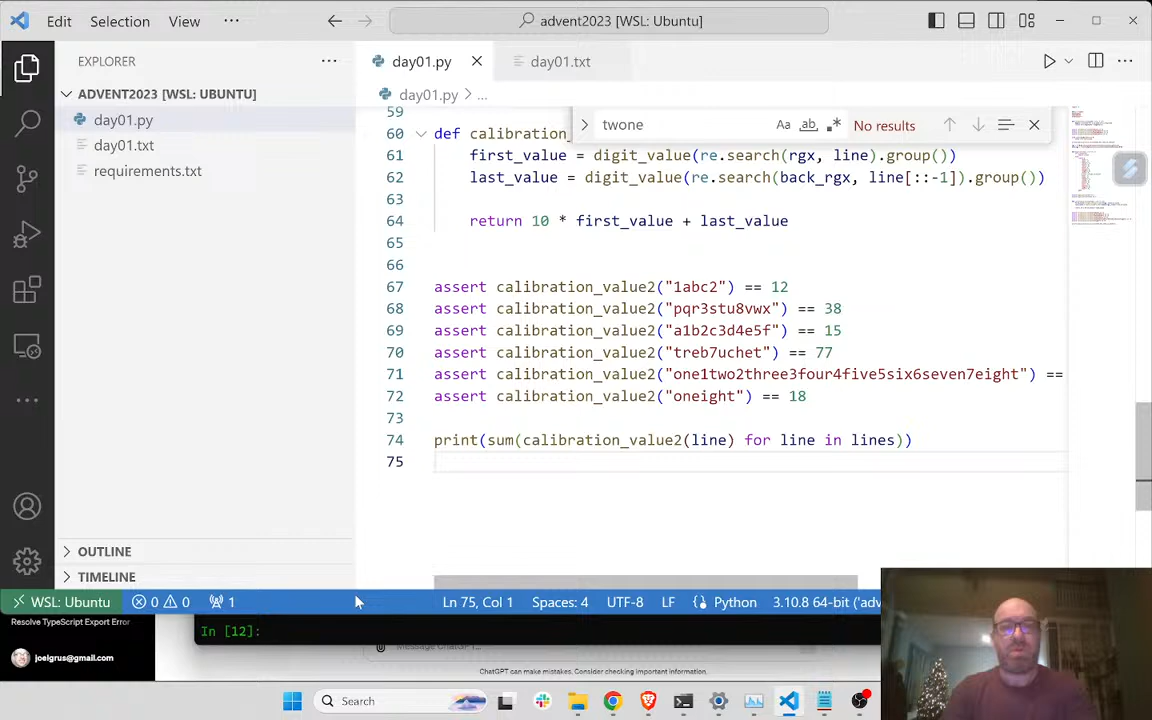 Edit Selection View ··· advent2023 [WSL: Ubuntu]
EXPLORER ···
ADVENT2023 [WSL: UBUNTU]
day01.py
day01.txt
requirements.txt
OUTLINE
TIMELINE
day01.py day01.txt
day01.py > ...
twone Aa ab .* No results
59
60 def calibration_
61 first_value = digit_value(re.search(rgx, line).group())
62 last_value = digit_value(re.search(back_rgx, line[::-1]).group())
63
64 return 10 * first_value + last_value
65
66
67 assert calibration_value2("1abc2") == 12
68 assert calibration_value2("pqr3stu8vwx") == 38
69 assert calibration_value2("a1b2c3d4e5f") == 15
70 assert calibration_value2("treb7uchet") == 77
71 assert calibration_value2("one1two2three3four4five5six6seven7eight") ==
72 assert calibration_value2("oneight") == 18
73
74 print(sum(calibration_value2(line) for line in lines))
75
WSL: Ubuntu 0 0 1 Ln 75, Col 1 Spaces: 4 UTF-8 LF Python 3.10.8 64-bit ('adv
Resolve TypeScript Export Error
In [12]:
Message ChatGPT...
joelgrus@gmail.com
ChatGPT can make mistakes. Consider checking important information.
Search